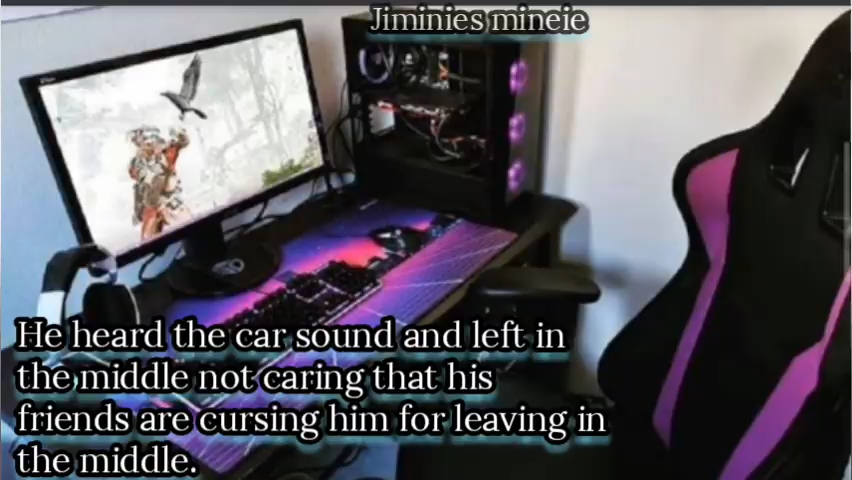 Jiminies mineie
He heard the car sound and left in
the middle not caring that his
friends are cursing him for leaving in
the middle.